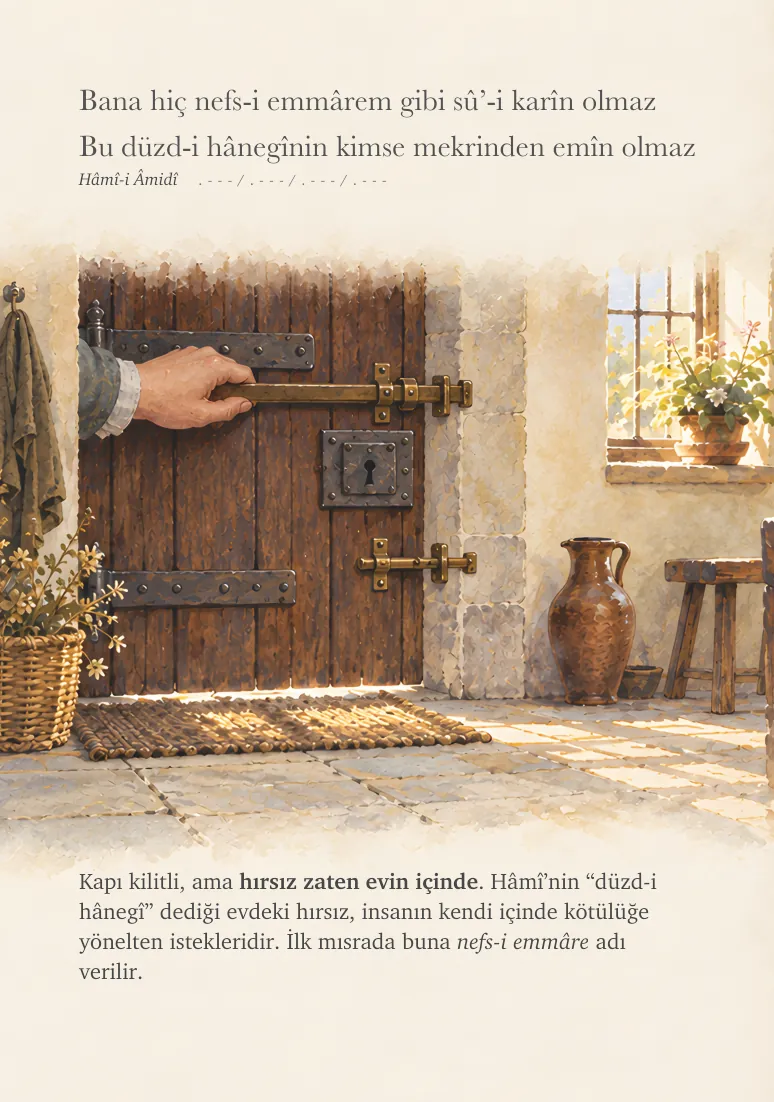 Bana hiç nefs-i emmârem gibi sû’-i karîn olmaz
Bu düzd-i hânegînin kimse mekrinden emîn olmaz
Hâmî-i Âmidî . - - - / . - - - / . - - - / . - - -
Kapı kilitli, ama hırsız zaten evin içinde. Hâmî’nin “düzd-i
hânegî” dediği evdeki hırsız, insanın kendi içinde kötülüğe
yönelten istekleridir. İlk mısrada buna nefs-i emmâre adı
verilir.